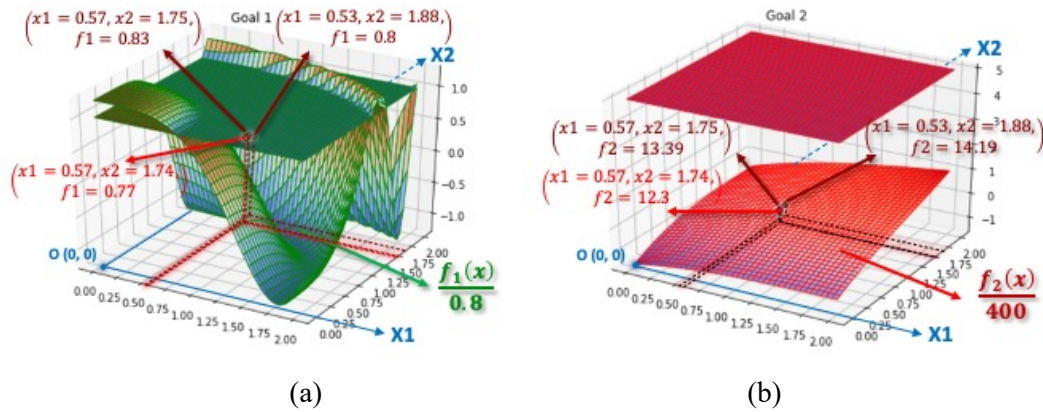 Goal 1
(x1 = 0.57, x2 = 1.75,
f1 = 0.83)
(x1 = 0.53, x2 = 1.88,
f1 = 0.8)
X2
1.0
0.5
0.0
−0.5
−1.0
(x1 = 0.57, x2 = 1.74,
f1 = 0.77)
O (0, 0)
0.00
0.25
0.50
0.75
1.00
1.25
1.50
1.75
2.00
X1
0.00
0.25
0.50
0.75
1.00
1.25
1.50
1.75
2.00
f1(x)
0.8
(a)
Goal 2
X2
5
4
3
2
1
0
−1
(x1 = 0.57, x2 = 1.75,
f2 = 13.39)
(x1 = 0.53, x2 = 1.88,
f2 = 14.19)
(x1 = 0.57, x2 = 1.74,
f2 = 12.3)
O (0, 0)
0.00
0.25
0.50
0.75
1.00
1.25
1.50
1.75
2.00
X1
0.00
0.25
0.50
0.75
1.00
1.25
1.50
1.75
2.00
f2(x)
400
(b)